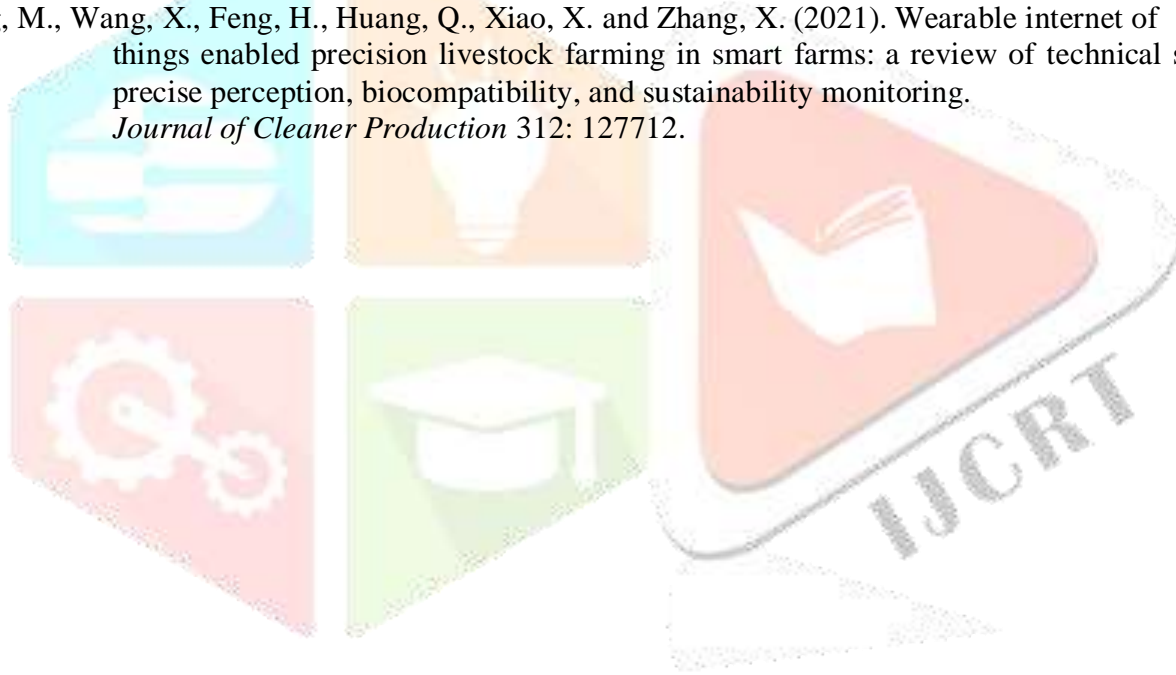 M., Wang, X., Feng, H., Huang, Q., Xiao, X. and Zhang, X. (2021). Wearable internet of
things enabled precision livestock farming in smart farms: a review of technical
precise perception, biocompatibility, and sustainability monitoring.
Journal of Cleaner Production 312: 127712.
IJCRT